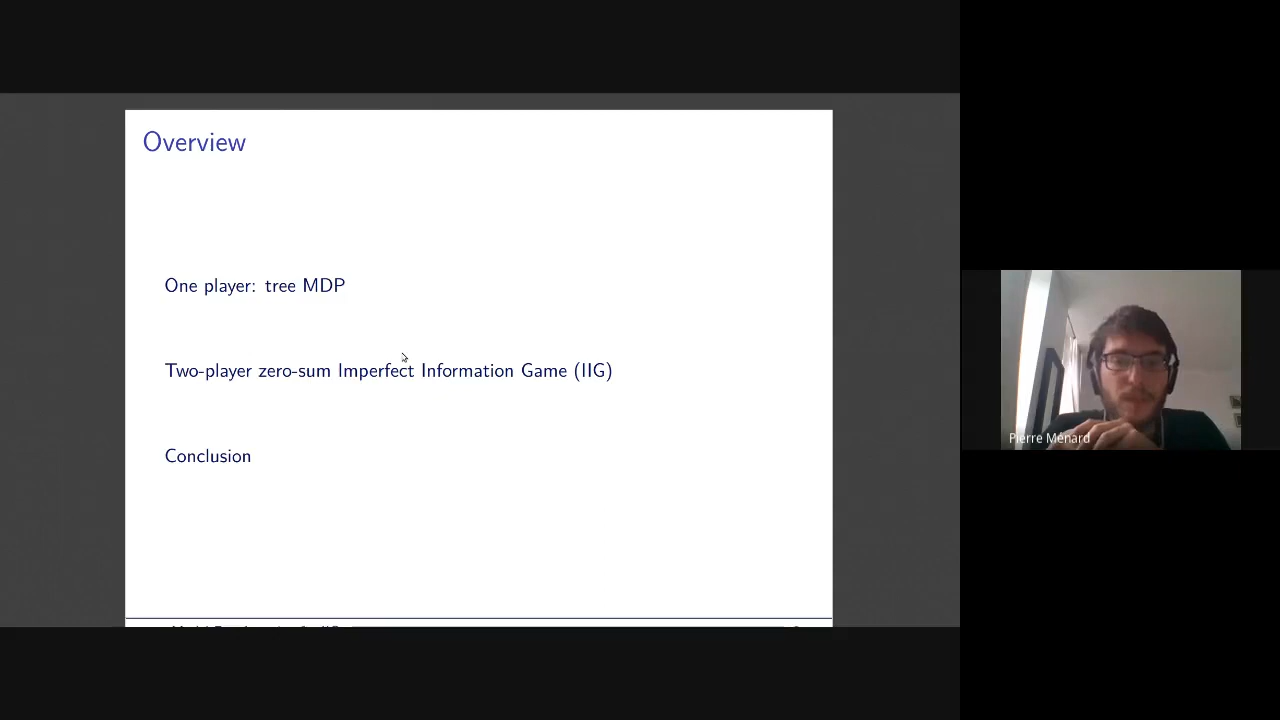 Overview
One player: tree MDP
Two-player zero-sum Imperfect Information Game (IIG)
Conclusion
Pierre Ménard